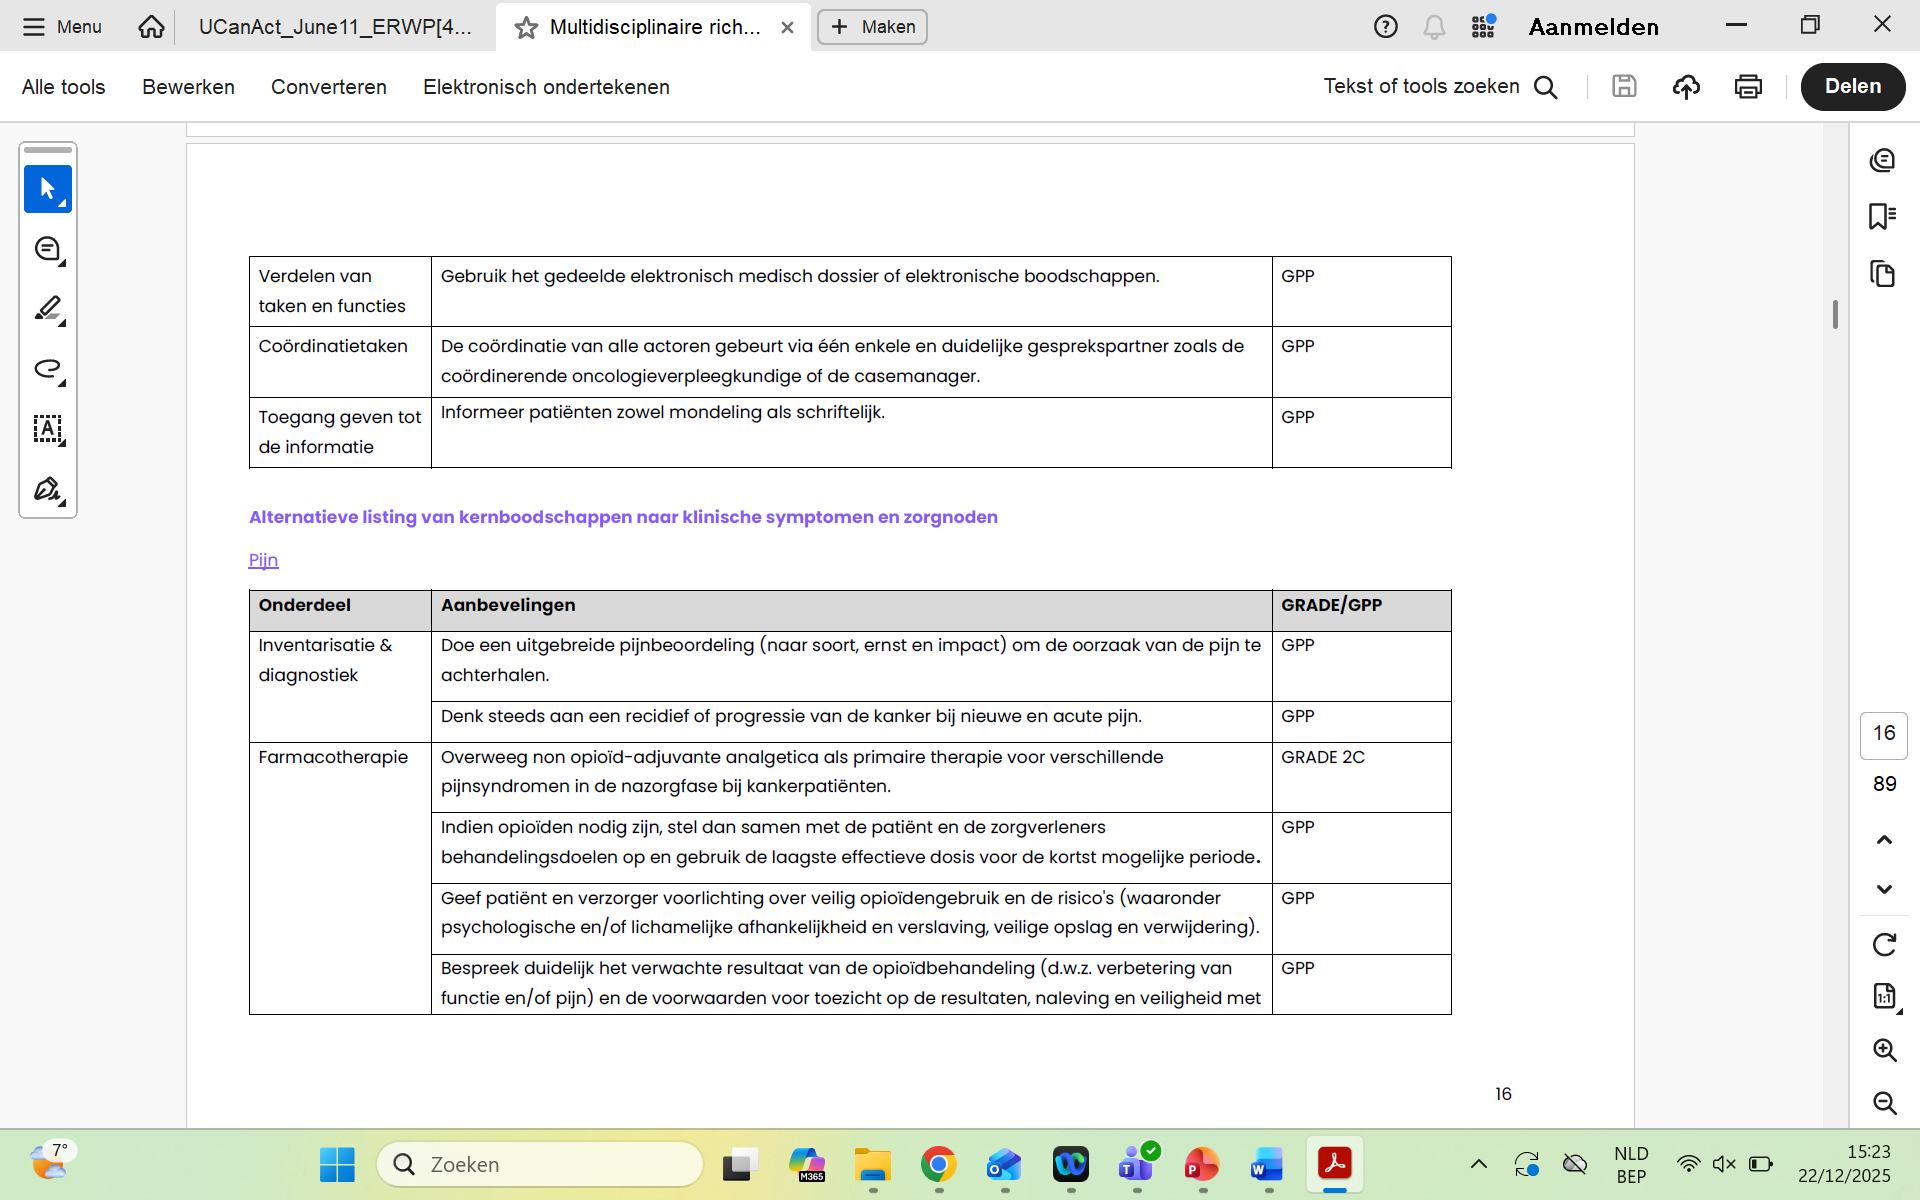 Menu
UCanAct_June11_ERWP[4...
Multidisciplinaire rich...
Maken
Aanmelden
Alle tools
Bewerken
Converteren
Elektronisch ondertekenen
Tekst of tools zoeken
Delen
Verdelen van
taken en functies
Gebruik het gedeelde elektronisch medisch dossier of elektronische boodschappen.
GPP
Coördinatietaken
De coördinatie van alle actoren gebeurt via één enkele en duidelijke gesprekspartner zoals de
coördinerende oncologieverpleegkundige of de casemanager.
GPP
Toegang geven tot
de informatie
Informeer patiënten zowel mondeling als schriftelijk.
GPP
Alternatieve listing van kernboodschappen naar klinische symptomen en zorgnoden
Pijn
Onderdeel
Aanbevelingen
GRADE/GPP
Inventarisatie &
diagnostiek
Doe een uitgebreide pijnbeoordeling (naar soort, ernst en impact) om de oorzaak van de pijn te
achterhalen.
GPP
Denk steeds aan een recidief of progressie van de kanker bij nieuwe en acute pijn.
GPP
Farmacotherapie
Overweeg non opioïd-adjuvante analgetica als primaire therapie voor verschillende
pijnsyndromen in de nazorgfase bij kankerpatiënten.
GRADE 2C
Indien opioïden nodig zijn, stel dan samen met de patiënt en de zorgverleners
behandelingsdoelen op en gebruik de laagste effectieve dosis voor de kortst mogelijke periode.
GPP
Geef patiënt en verzorger voorlichting over veilig opioïdengebruik en de risico's (waaronder
psychologische en/of lichamelijke afhankelijkheid en verslaving, veilige opslag en verwijdering).
GPP
Bespreek duidelijk het verwachte resultaat van de opioïdbehandeling (d.w.z. verbetering van
functie en/of pijn) en de voorwaarden voor toezicht op de resultaten, naleving en veiligheid met
GPP
16
16
89
1:1
7°
Zoeken
M365
NLD
BEP
15:23
22/12/2025